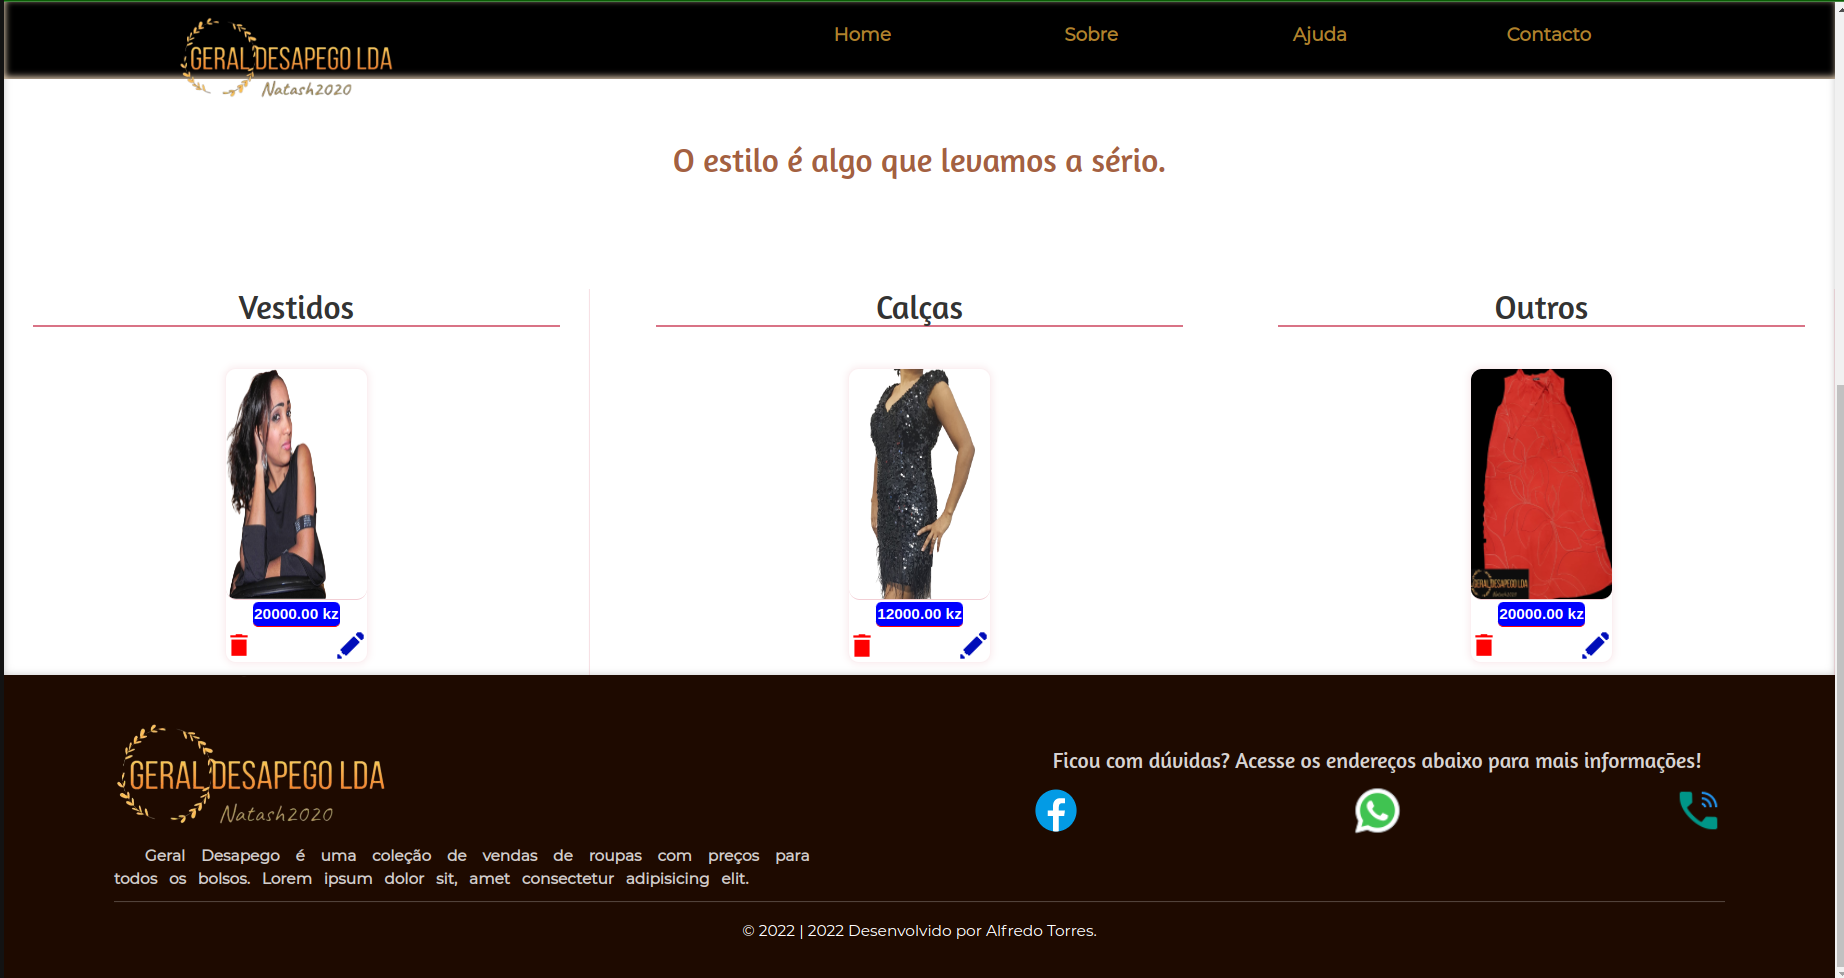 GERAL DESAPEGO LDA
Natash2020
Home
Sobre
Ajuda
Contacto
O estilo é algo que levamos a sério.
Vestidos
Calças
Outros
GERAL DESAPEGO LDA
Natash2020
20000.00 kz
12000.00 kz
20000.00 kz
GERAL DESAPEGO LDA
Natash2020
Geral Desapego é uma coleção de vendas de roupas com preços para
todos os bolsos. Lorem ipsum dolor sit, amet consectetur adipisicing elit.
Ficou com dúvidas? Acesse os endereços abaixo para mais informações!
© 2022 | 2022 Desenvolvido por Alfredo Torres.